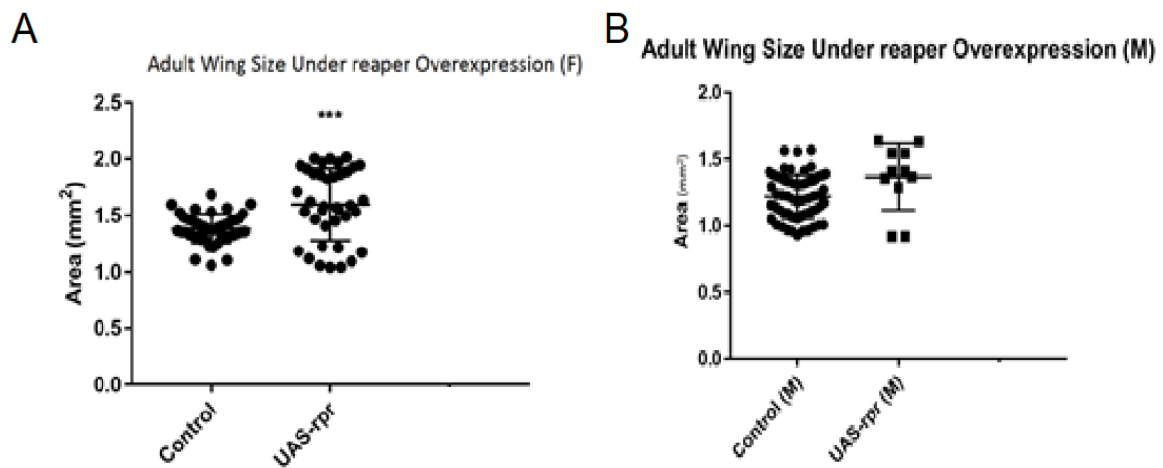 A
Adult Wing Size Under reaper Overexpression (F)
2.5
2.0
1.5
1.0
0.5
0.0
Area (mm²)
***
Control
UAS-rpr
B
Adult Wing Size Under reaper Overexpression (M)
2.0
1.5
1.0
0.5
0.0
Area (mm²)
Control (M)
UAS-rpr (M)